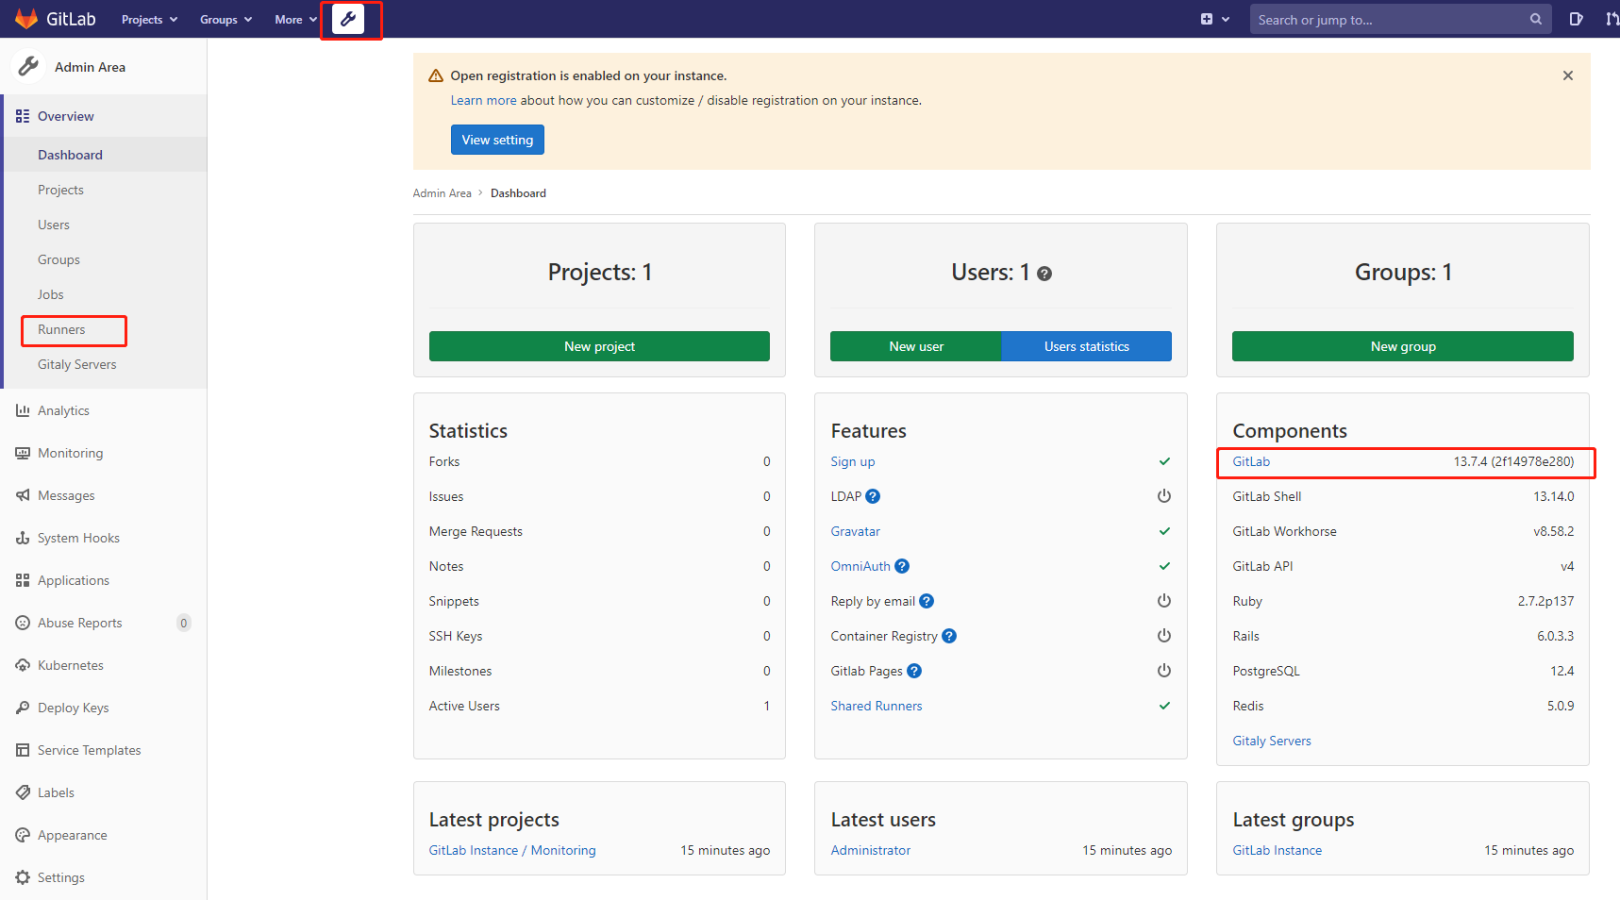 GitLab Projects Groups More Search or jump to...
Admin Area
Overview
Dashboard
Projects
Users
Groups
Jobs
Runners
Gitaly Servers
Analytics
Monitoring
Messages
System Hooks
Applications
Abuse Reports 0
Kubernetes
Deploy Keys
Service Templates
Labels
Appearance
Settings
Open registration is enabled on your instance.
Learn more about how you can customize / disable registration on your instance.
View setting
Admin Area > Dashboard
Projects: 1
New project
Users: 1
New user Users statistics
Groups: 1
New group
Statistics
Forks 0
Issues 0
Merge Requests 0
Notes 0
Snippets 0
SSH Keys 0
Milestones 0
Active Users 1
Features
Sign up
LDAP
Gravatar
OmniAuth
Reply by email
Container Registry
Gitlab Pages
Shared Runners
Components
GitLab 13.7.4 (2f14978e280)
GitLab Shell 13.14.0
GitLab Workhorse v8.58.2
GitLab API v4
Ruby 2.7.2p137
Rails 6.0.3.3
PostgreSQL 12.4
Redis 5.0.9
Gitaly Servers
Latest projects
GitLab Instance / Monitoring 15 minutes ago
Latest users
Administrator 15 minutes ago
Latest groups
GitLab Instance 15 minutes ago